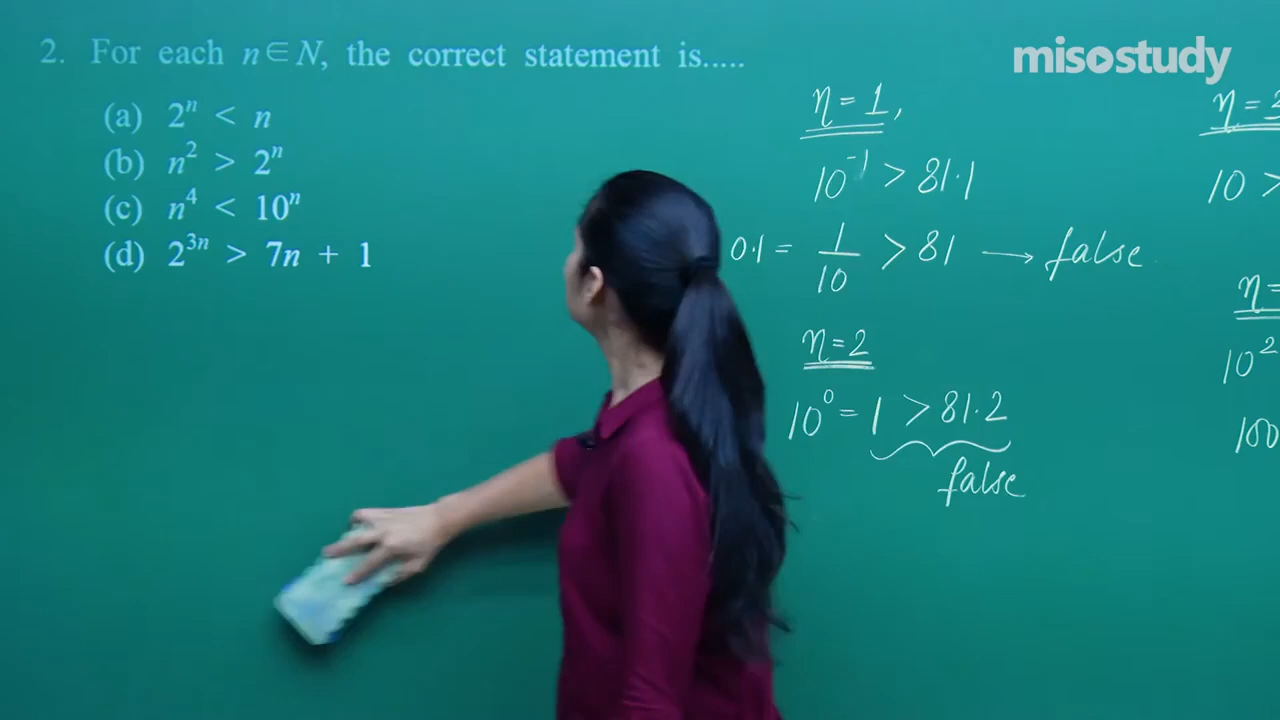 2. For each n ∈ N, the correct statement is.....
(a) 2ⁿ < n
(b) n² > 2ⁿ
(c) n⁴ < 10ⁿ
(d) 2³ⁿ > 7n + 1
misostudy
n = 1,
10⁻¹ > 81·1
0·1 = 1/10 > 81 → false
n = 2
10⁰ = 1 > 81·2
false
n =
10 >
n =
10²
100